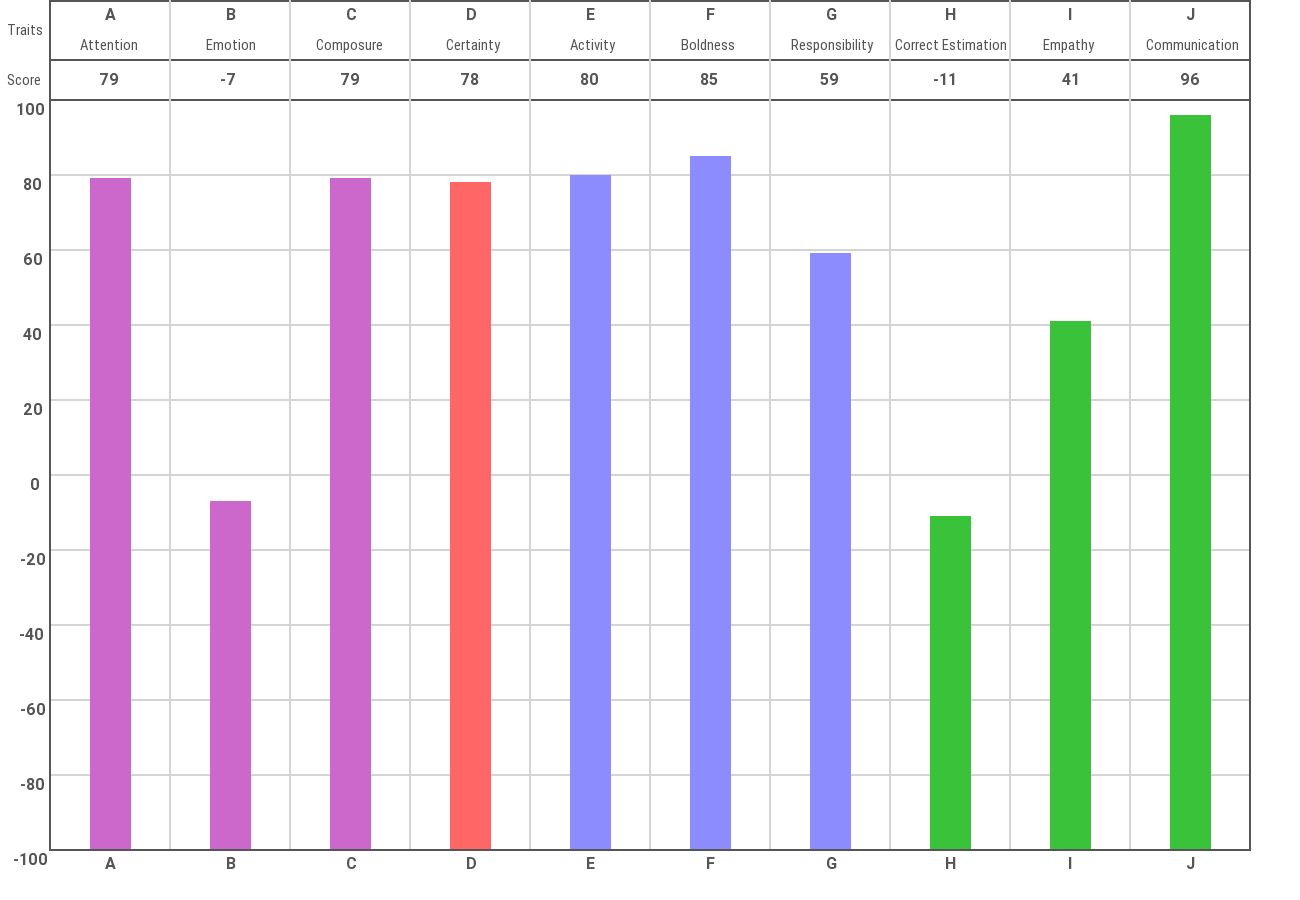 A B C D E F G H I J
Traits
Attention Emotion Composure Certainty Activity Boldness Responsibility Correct Estimation Empathy Communication
Score 79 -7 79 78 80 85 59 -11 41 96
100
80
60
40
20
0
-20
-40
-60
-80
-100
A B C D E F G H I J